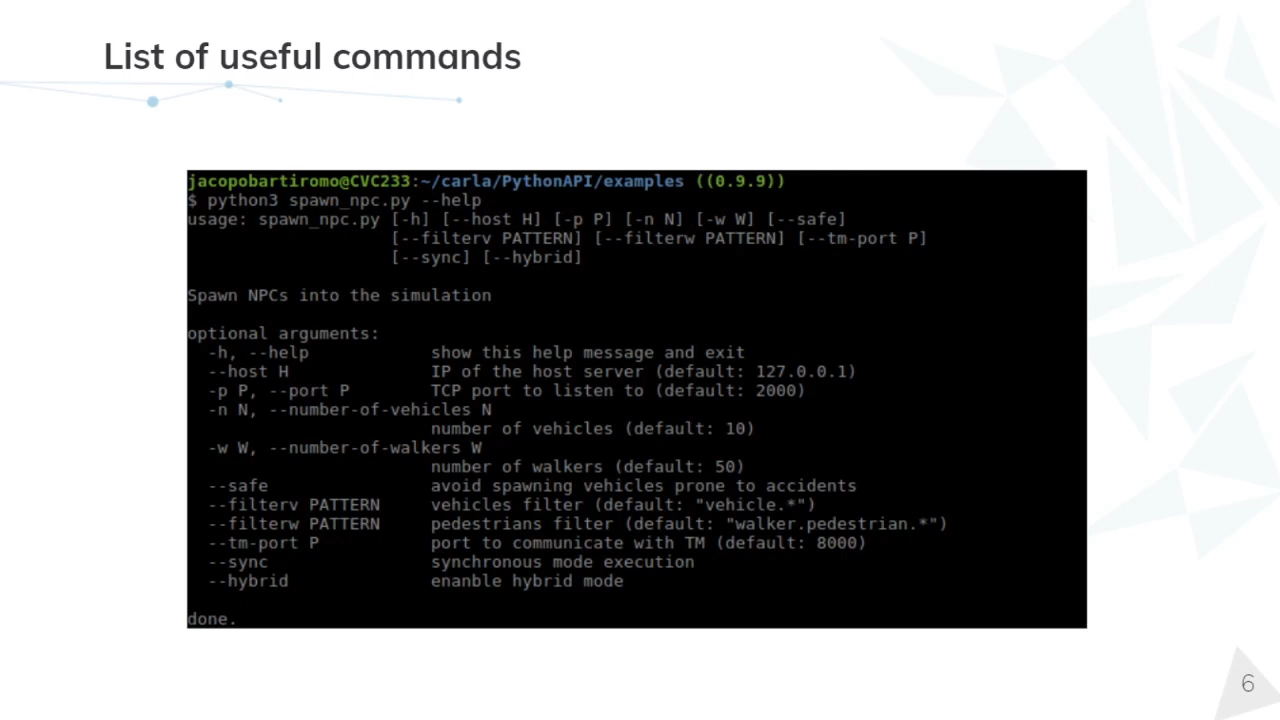 List of useful commands
jacopobartiromo@CVC233:~/carla/PythonAPI/examples ((0.9.9))
$ python3 spawn_npc.py --help
usage: spawn_npc.py [-h] [--host H] [-p P] [-n N] [-w W] [--safe]
[--filterv PATTERN] [--filterw PATTERN] [--tm-port P]
[--sync] [--hybrid]
Spawn NPCs into the simulation
optional arguments:
-h, --help show this help message and exit
--host H IP of the host server (default: 127.0.0.1)
-p P, --port P TCP port to listen to (default: 2000)
-n N, --number-of-vehicles N
number of vehicles (default: 10)
-w W, --number-of-walkers W
number of walkers (default: 50)
--safe avoid spawning vehicles prone to accidents
--filterv PATTERN vehicles filter (default: "vehicle.*")
--filterw PATTERN pedestrians filter (default: "walker.pedestrian.*")
--tm-port P port to communicate with TM (default: 8000)
--sync synchronous mode execution
--hybrid enanble hybrid mode
done.
6